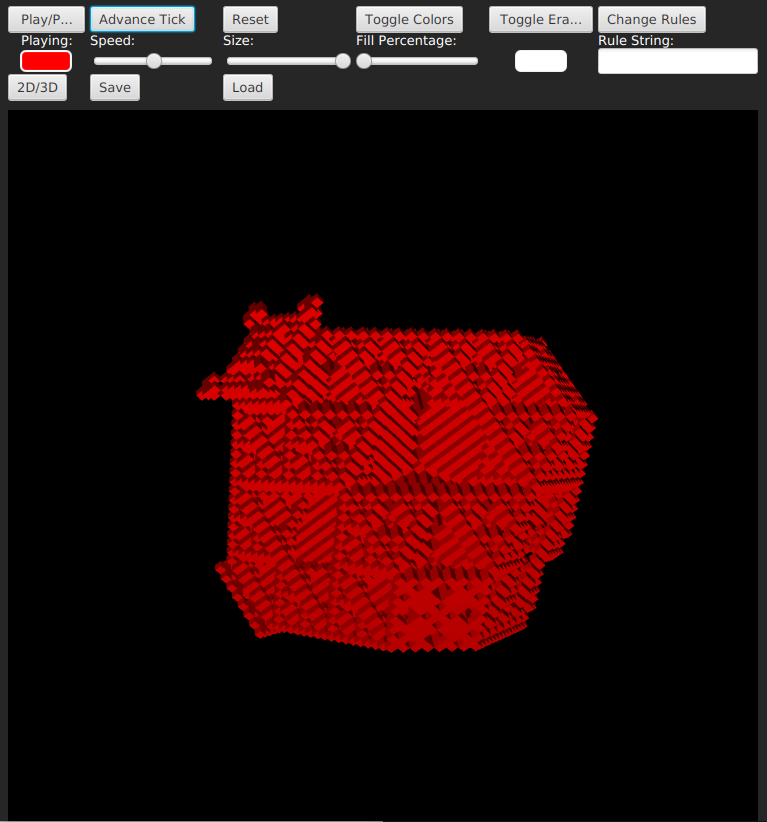 Play/P... Advance Tick Reset Toggle Colors Toggle Era... Change Rules
Playing: Speed: Size: Fill Percentage: Rule String:
2D/3D Save Load